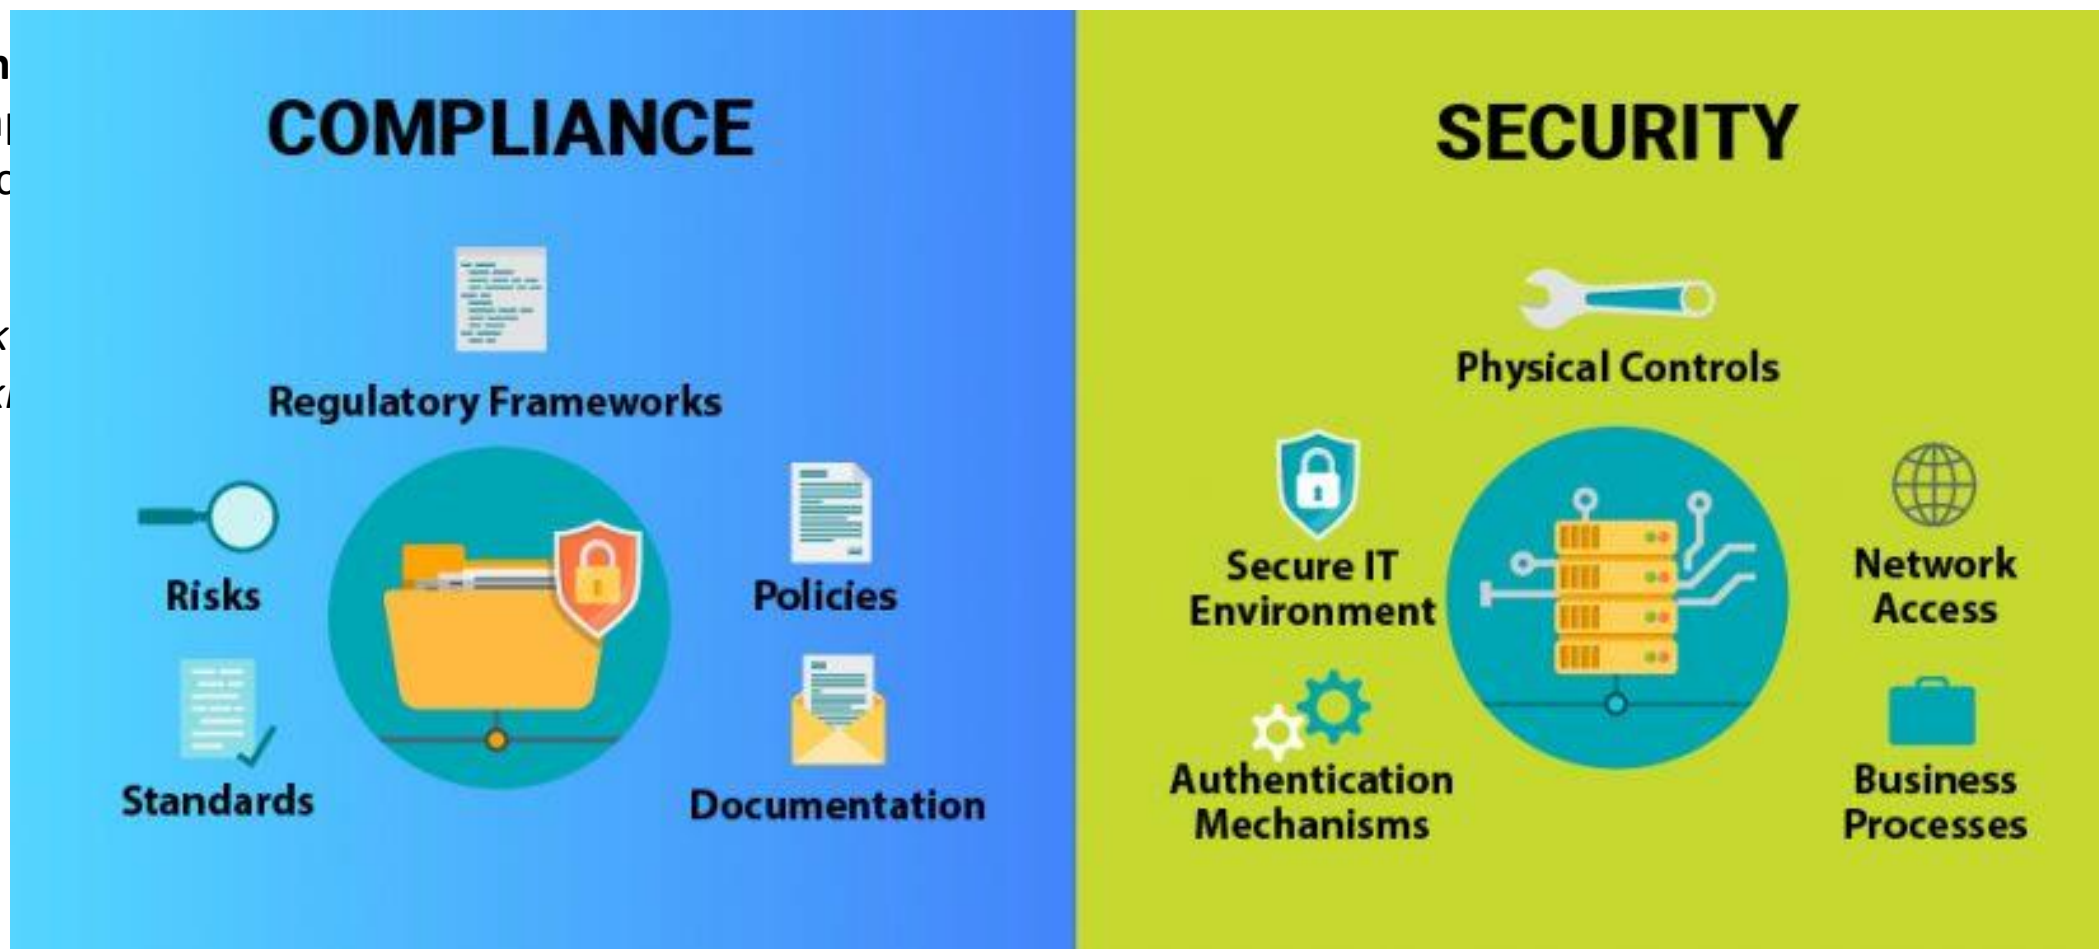 COMPLIANCE
Regulatory Frameworks
Risks
Policies
Standards
Documentation
SECURITY
Physical Controls
Secure IT
Environment
Network
Access
Authentication
Mechanisms
Business
Processes